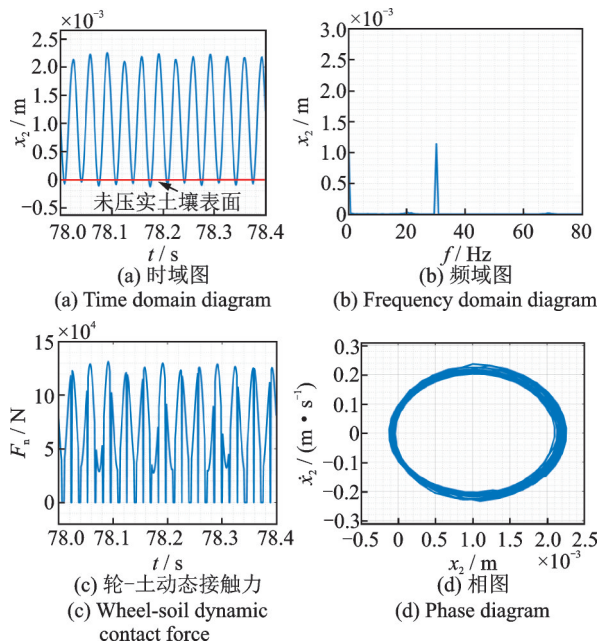 ×10⁻³
2.5
2.0
1.5
1.0
0.5
0
−0.5
x₂ / m
未压实土壤表面
78.0 78.1 78.2 78.3 78.4
t / s
(a) 时域图
(a) Time domain diagram
×10⁻³
3.0
2.5
2.0
1.5
1.0
0.5
0
x₂ / m
0 20 40 60 80
f / Hz
(b) 频域图
(b) Frequency domain diagram
×10⁴
15
10
5
0
Fₙ / N
78.0 78.1 78.2 78.3 78.4
t / s
(c) 轮−土动态接触力
(c) Wheel-soil dynamic
contact force
0.3
0.2
0.1
0
−0.1
−0.2
−0.3
ẋ₂ / (m • s⁻¹)
−0.5 0 0.5 1.0 1.5 2.0 2.5
x₂ / m
×10⁻³
(d) 相图
(d) Phase diagram